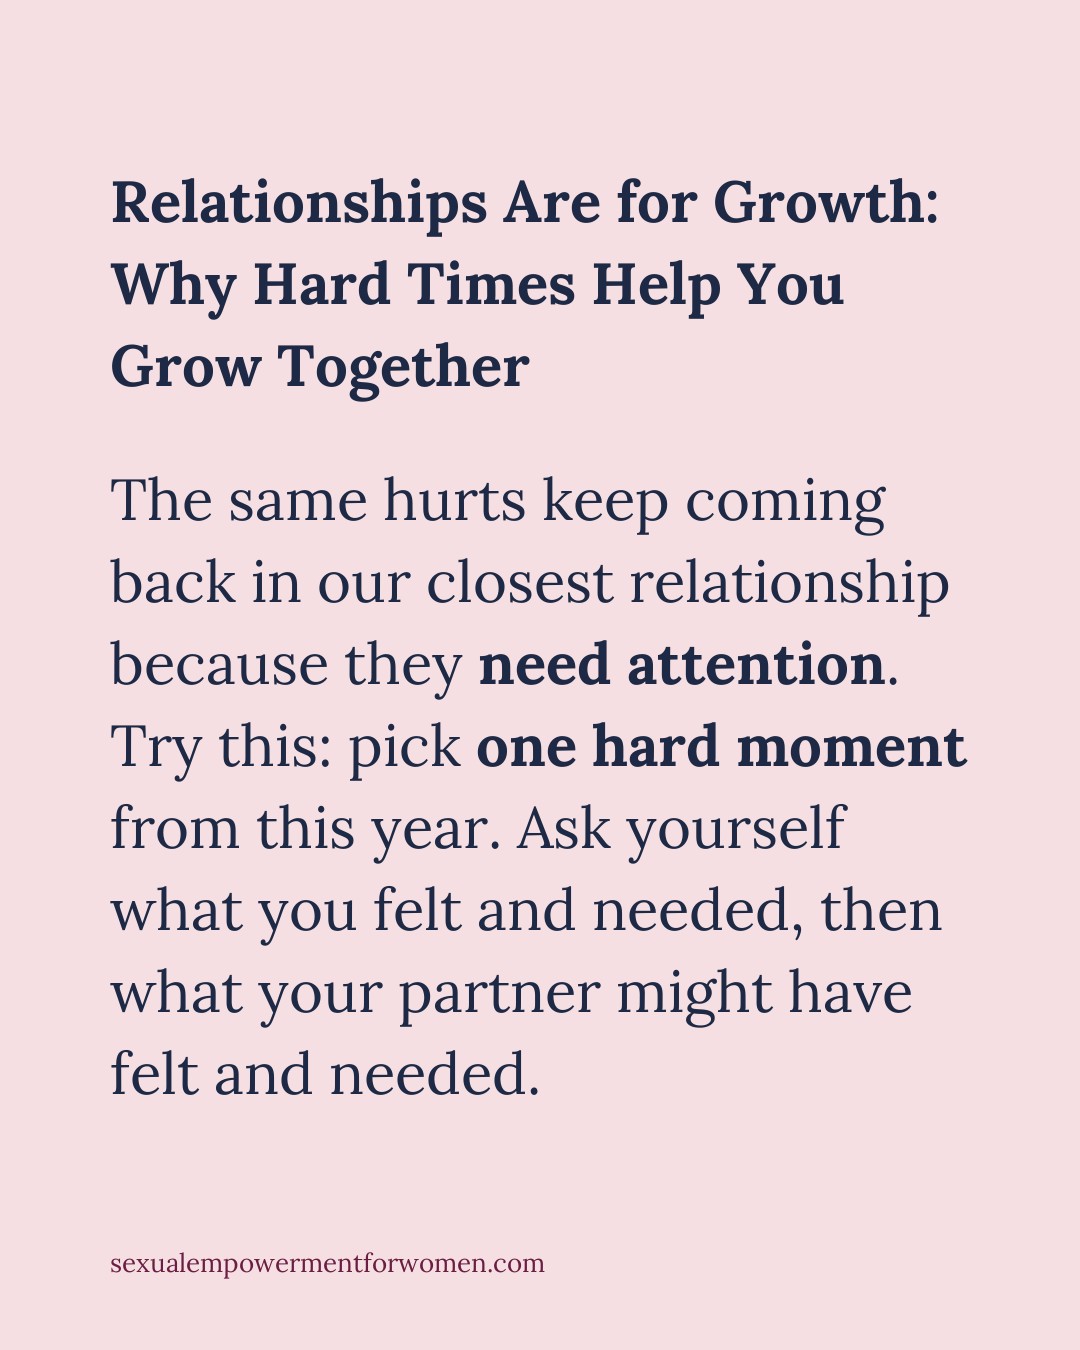 Relationships Are for Growth:
Why Hard Times Help You
Grow Together
The same hurts keep coming
back in our closest relationship
because they need attention.
Try this: pick one hard moment
from this year. Ask yourself
what you felt and needed, then
what your partner might have
felt and needed.
sexualempowermentforwomen.com